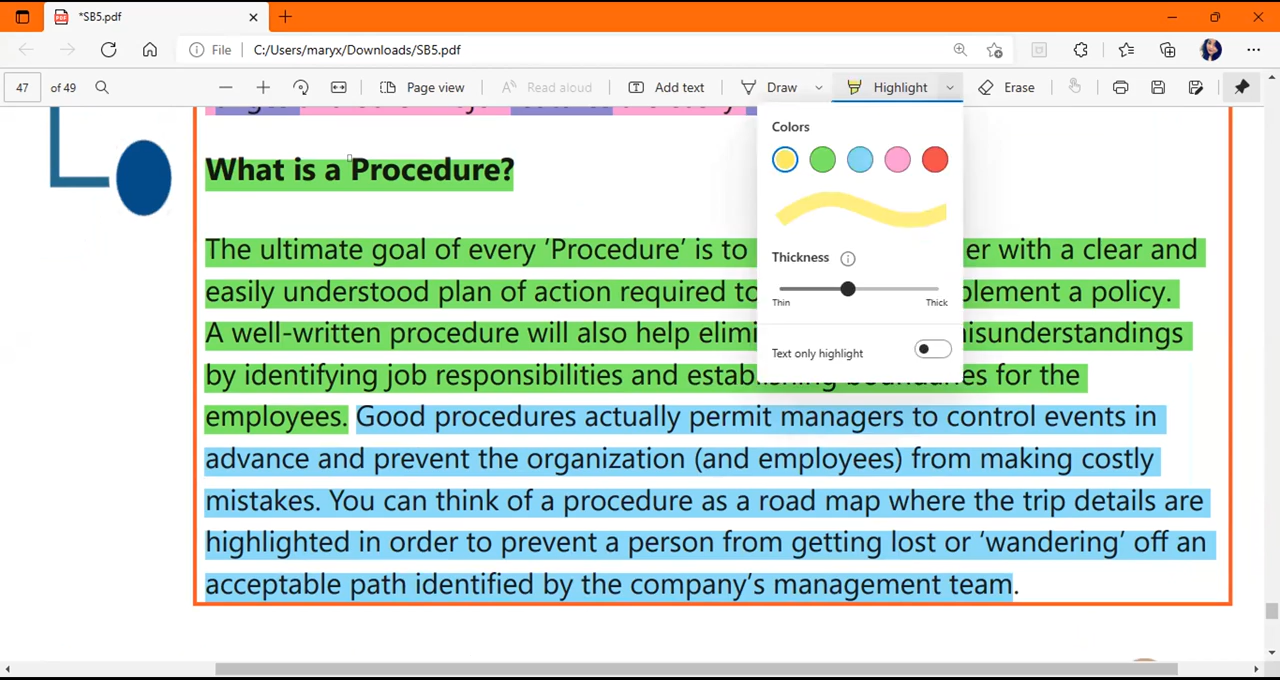 *SB5.pdf
File C:/Users/maryx/Downloads/SB5.pdf
47 of 49 Page view Read aloud Add text Draw Highlight Erase
Colors
Thickness
Thin Thick
Text only highlight
What is a Procedure?
The ultimate goal of every ‘Procedure’ is to er with a clear and
easily understood plan of action required to plement a policy.
A well-written procedure will also help elimi isunderstandings
by identifying job responsibilities and establishing boundaries for the
employees. Good procedures actually permit managers to control events in
advance and prevent the organization (and employees) from making costly
mistakes. You can think of a procedure as a road map where the trip details are
highlighted in order to prevent a person from getting lost or ‘wandering’ off an
acceptable path identified by the company’s management team.